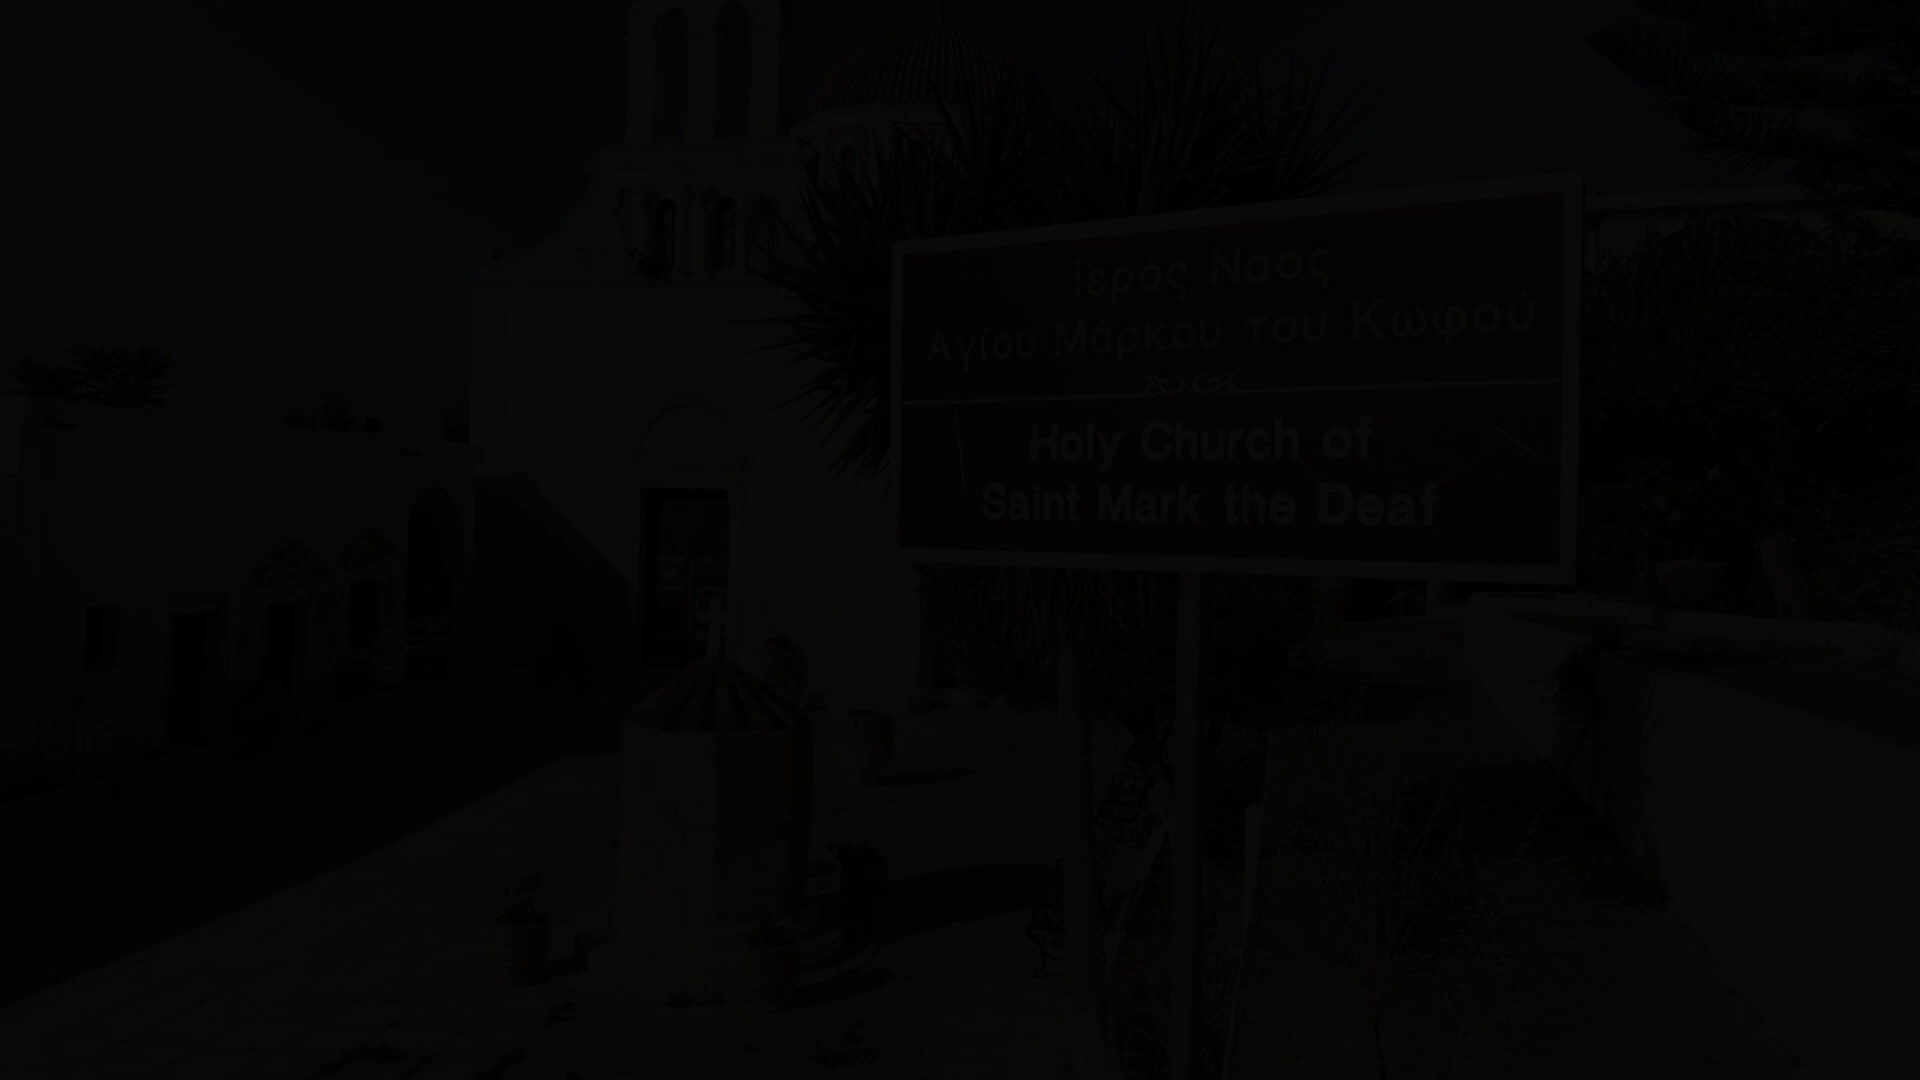 Ιερός Ναός
Αγίου Μάρκου του Κωφού
Holy Church of
Saint Mark the Deaf